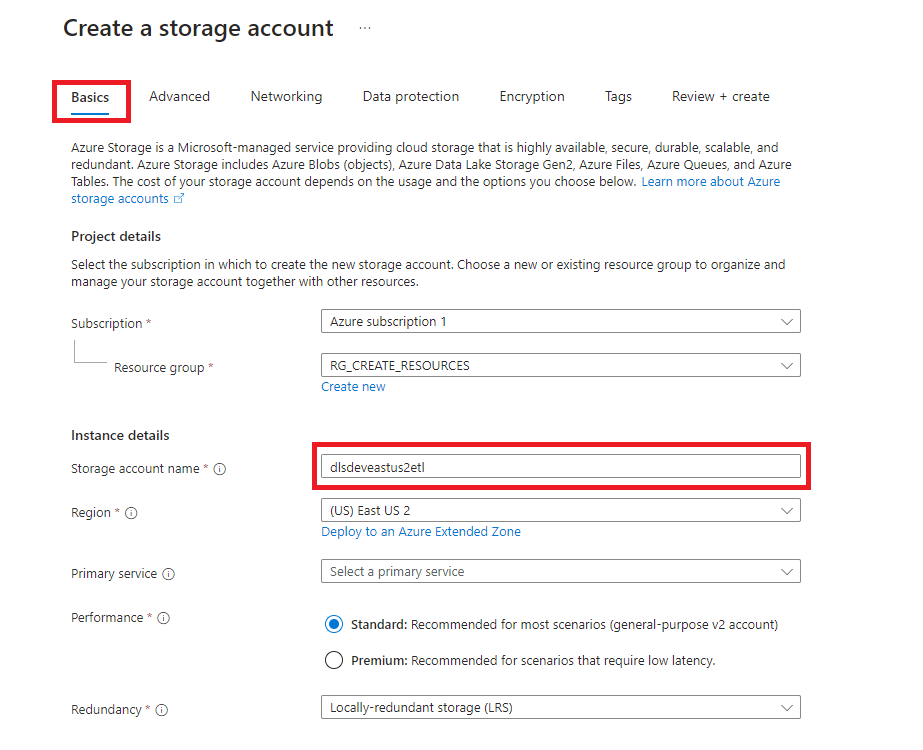 Create a storage account ...
Basics
Advanced
Networking
Data protection
Encryption
Tags
Review + create
Azure Storage is a Microsoft-managed service providing cloud storage that is highly available, secure, durable, scalable, and
redundant. Azure Storage includes Azure Blobs (objects), Azure Data Lake Storage Gen2, Azure Files, Azure Queues, and Azure
Tables. The cost of your storage account depends on the usage and the options you choose below. Learn more about Azure
storage accounts
Project details
Select the subscription in which to create the new storage account. Choose a new or existing resource group to organize and
manage your storage account together with other resources.
Subscription *
Azure subscription 1
Resource group *
RG_CREATE_RESOURCES
Create new
Instance details
Storage account name *
dlsdeveastus2etl
Region *
(US) East US 2
Deploy to an Azure Extended Zone
Primary service
Select a primary service
Performance *
Standard: Recommended for most scenarios (general-purpose v2 account)
Premium: Recommended for scenarios that require low latency.
Redundancy *
Locally-redundant storage (LRS)